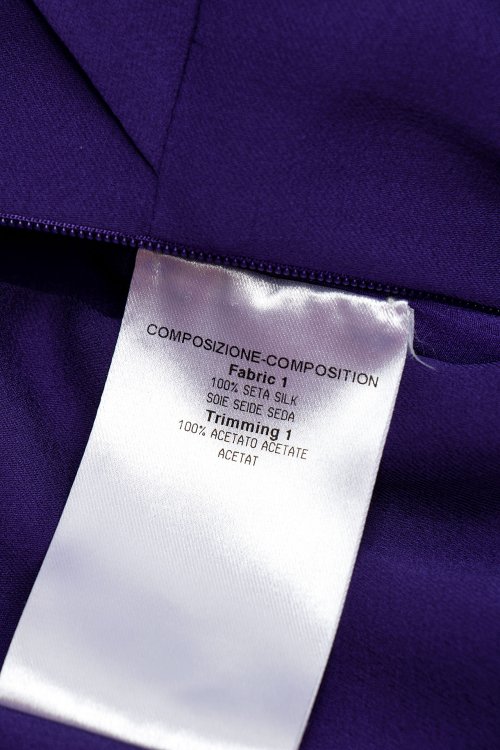 COMPOSIZIONE-COMPOSITION
Fabric 1
100% SETA SILK
SOIE SEIDE SEDA
Trimming 1
100% ACETATO ACETATE
ACETAT